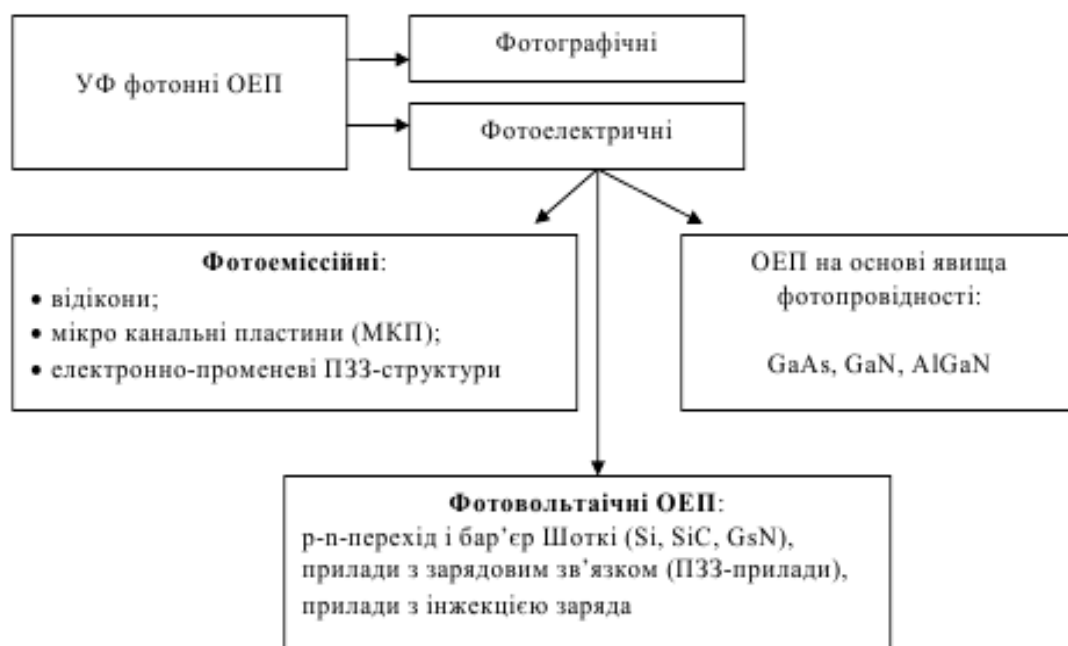 УФ фотонні ОЕП
Фотографічні
Фотоелектричні
Фотоеміссійні:
• відікони;
• мікро канальні пластини (МКП);
• електронно-променеві ПЗЗ-структури
ОЕП на основі явища
фотопровідності:
GaAs, GaN, AlGaN
Фотовольтаічні ОЕП:
p-n-перехід і бар’єр Шоткі (Si, SiC, GsN),
прилади з зарядовим зв’язком (ПЗЗ-прилади),
прилади з інжекцією заряда